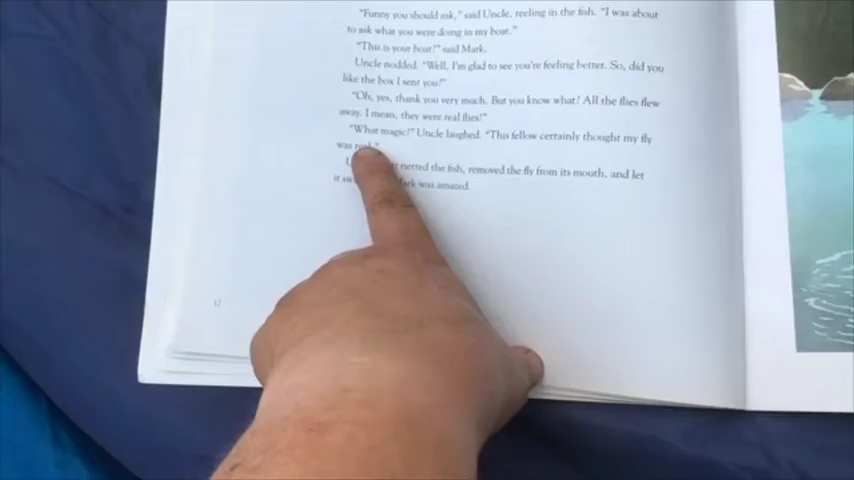 "Funny you should ask," said Uncle, reeling in the fish. "I was about
to ask what you were doing in my boat."
"This is your boat!" said Mark.
Uncle nodded. "Well, I'm glad to see you're feeling better. So, did you
like the box I sent you?"
"Oh, yes, thank you very much. But you know what? All the flies flew
away. I mean, they were real flies!"
"What magic!" Uncle laughed. "This fellow certainly thought my fly
was real."
netted the fish, removed the fly from its mouth, and let
it Mark was amazed.
12